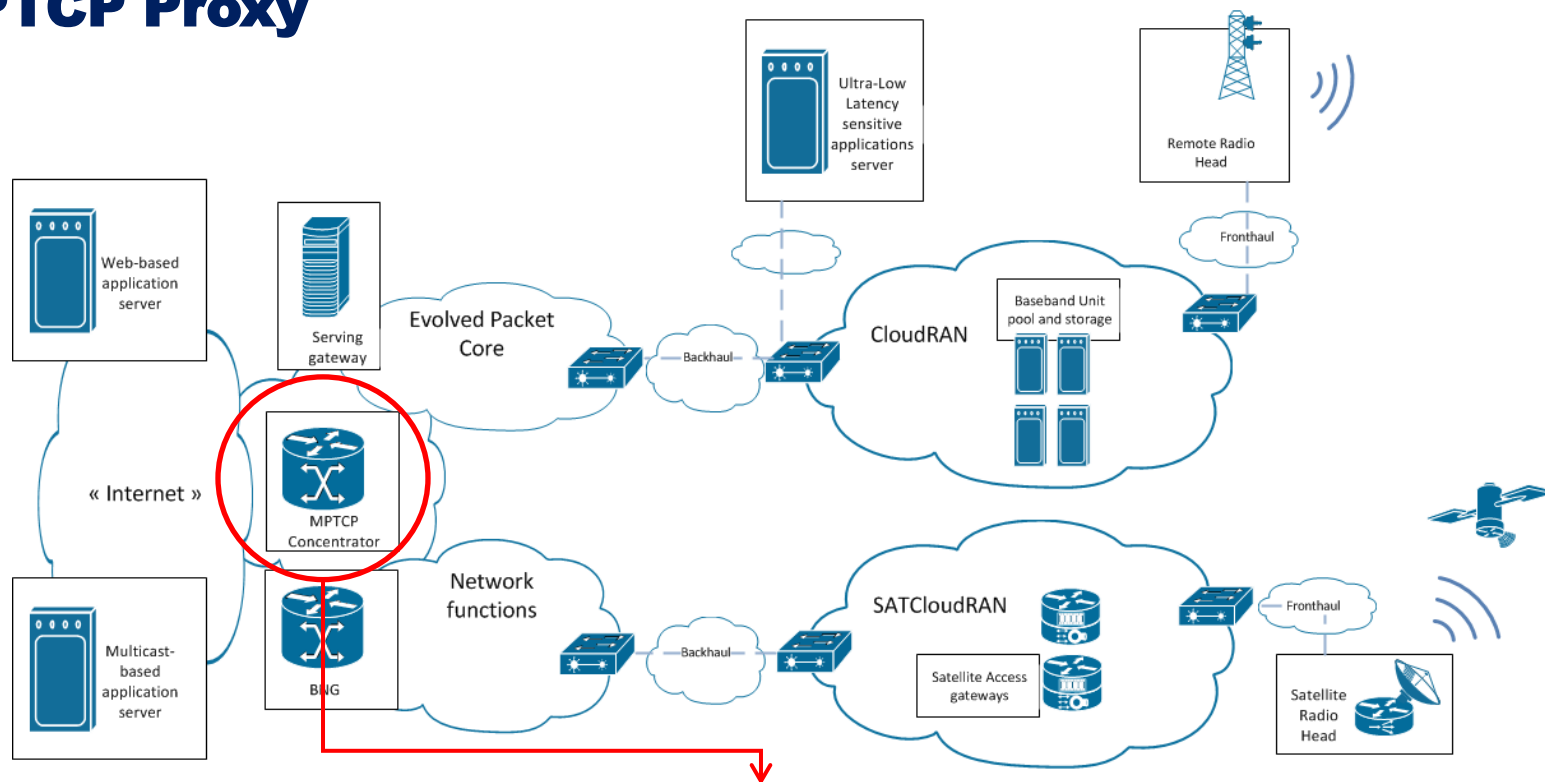 PTCP Proxy
Ultra-Low
Latency
sensitive
applications
server
Remote Radio
Head
Fronthaul
Web-based
application
server
Serving
gateway
Evolved Packet
Core
Backhaul
CloudRAN
Baseband Unit
pool and storage
« Internet »
MPTCP
Concentrator
Multicast-
based
application
server
BNG
Network
functions
Backhaul
SATCloudRAN
Satellite Access
gateways
Fronthaul
Satellite
Radio
Head